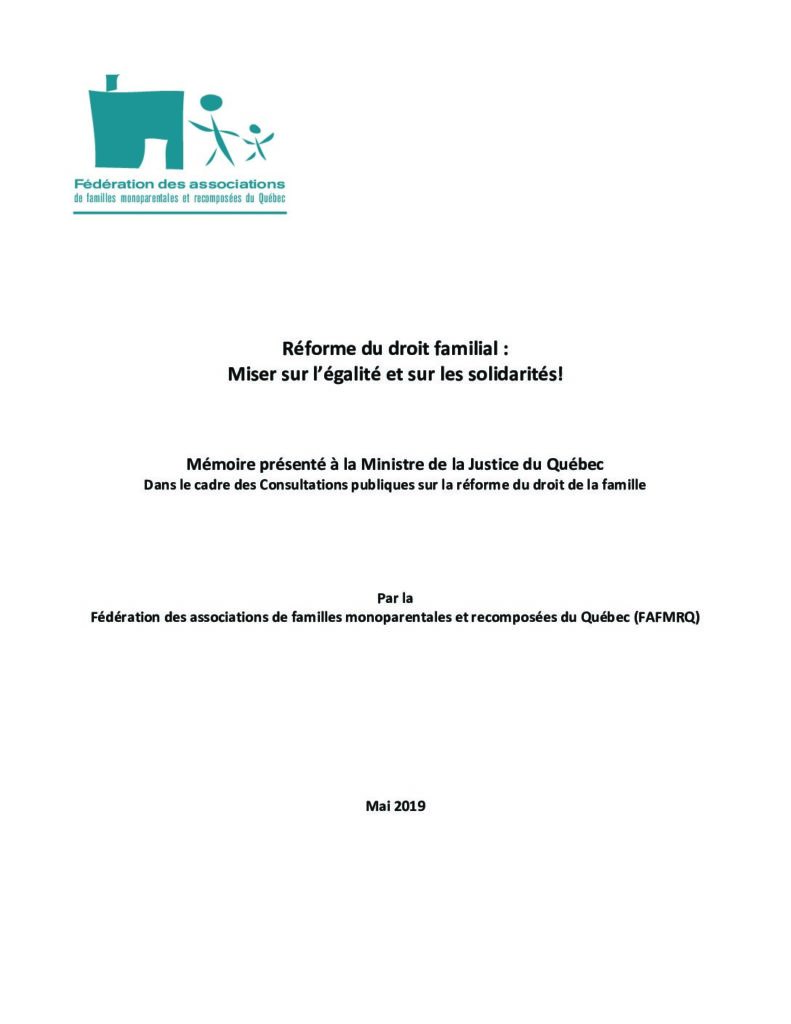 Fédération des associations
de familles monoparentales et recomposées du Québec
Réforme du droit familial :
Miser sur l’égalité et sur les solidarités!
Mémoire présenté à la Ministre de la Justice du Québec
Dans le cadre des Consultations publiques sur la réforme du droit de la famille
Par la
Fédération des associations de familles monoparentales et recomposées du Québec (FAFMRQ)
Mai 2019